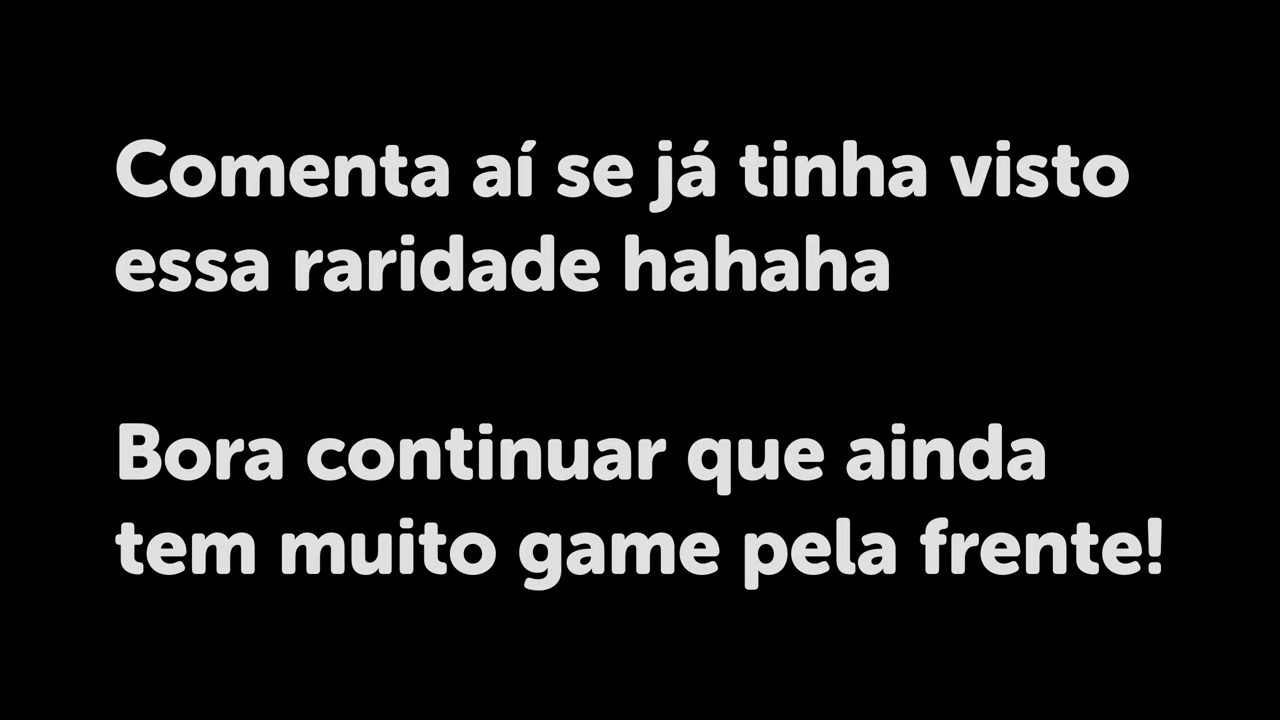 Comenta aí se já tinha visto
essa raridade hahaha
Bora continuar que ainda
tem muito game pela frente!